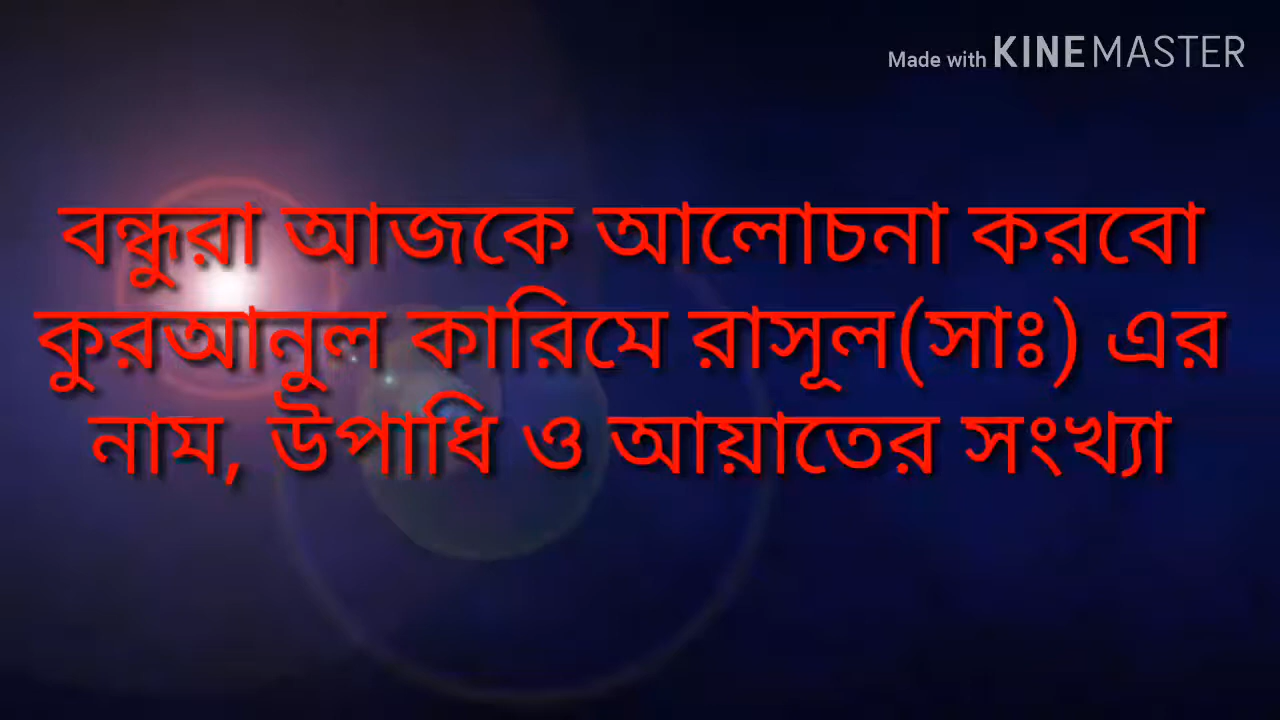 Made with KINEMASTER
বন্ধুরা আজকে আলোচনা করবো
কুরআনুল কারিমে রাসূল(সাঃ) এর
নাম, উপাধি ও আয়াতের সংখ্যা